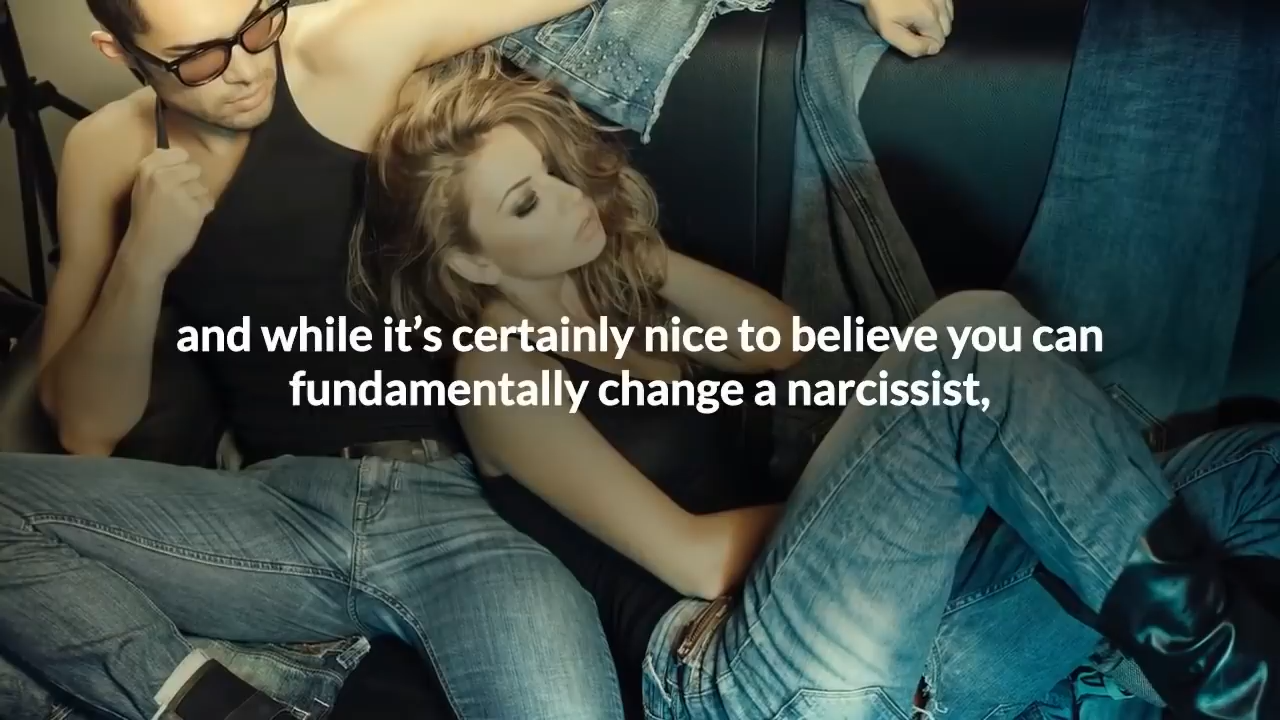 and while it’s certainly nice to believe you can
fundamentally change a narcissist,